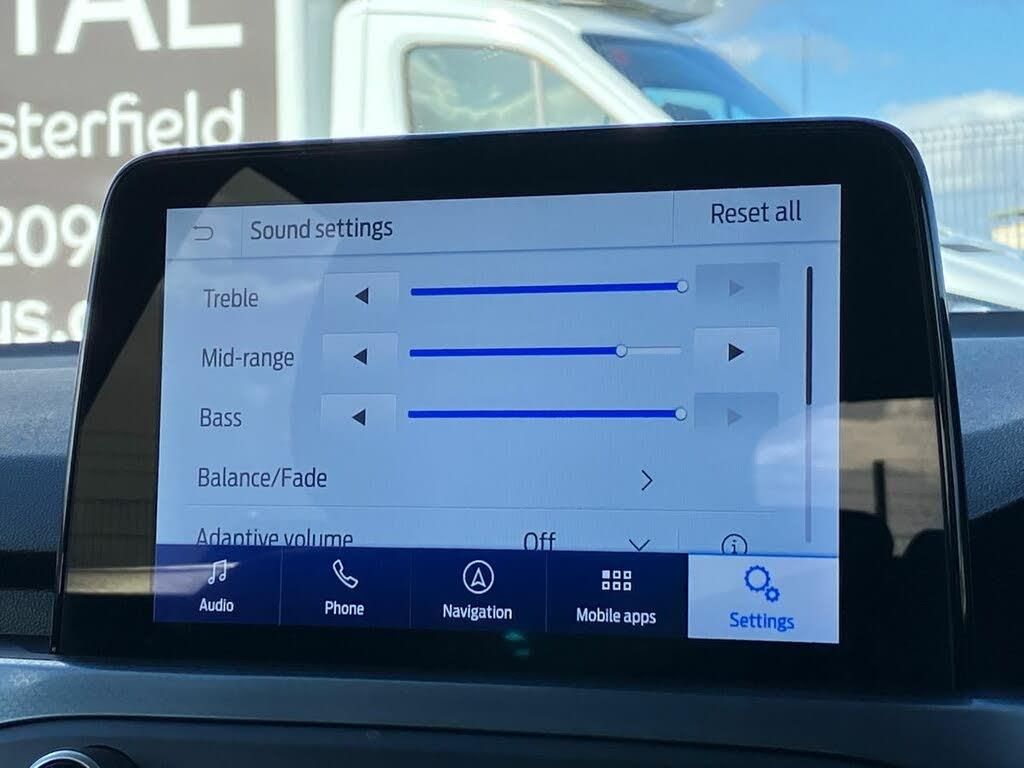 TAL
sterfield
209
us.
Sound settings
Reset all
Treble
Mid-range
Bass
Balance/Fade
Adaptive volume Off
Audio
Phone
Navigation
Mobile apps
Settings